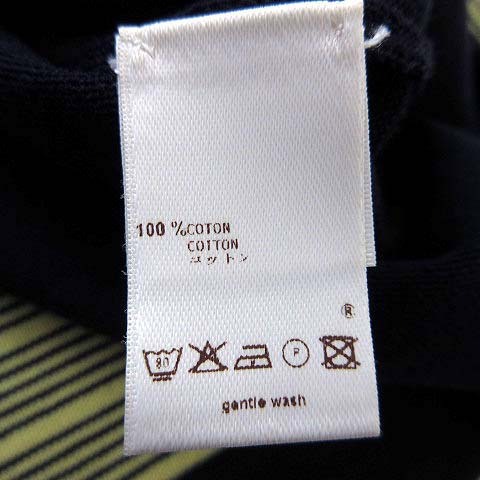 100 % COTON
COTTON
コットン
®
30
P
gentle wash